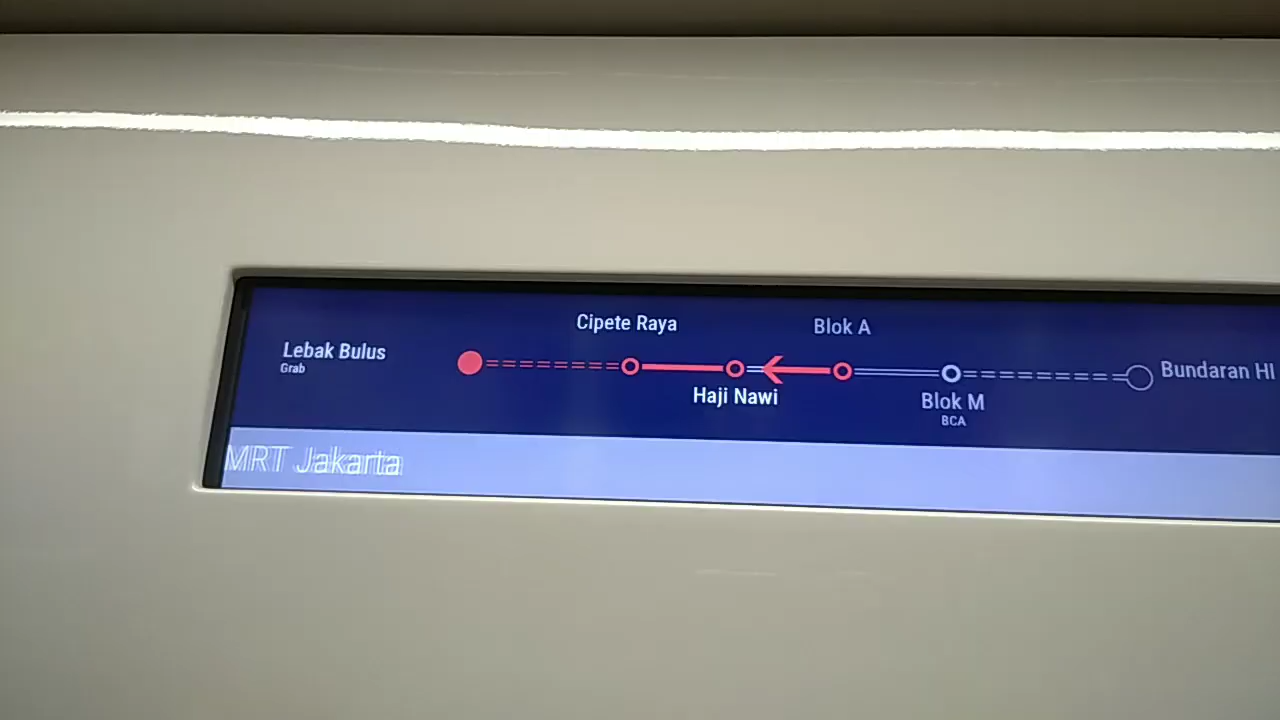 Cipete Raya
Blok A
Lebak Bulus
Grab
Bundaran HI
Haji Nawi
Blok M
BCA
MRT Jakarta